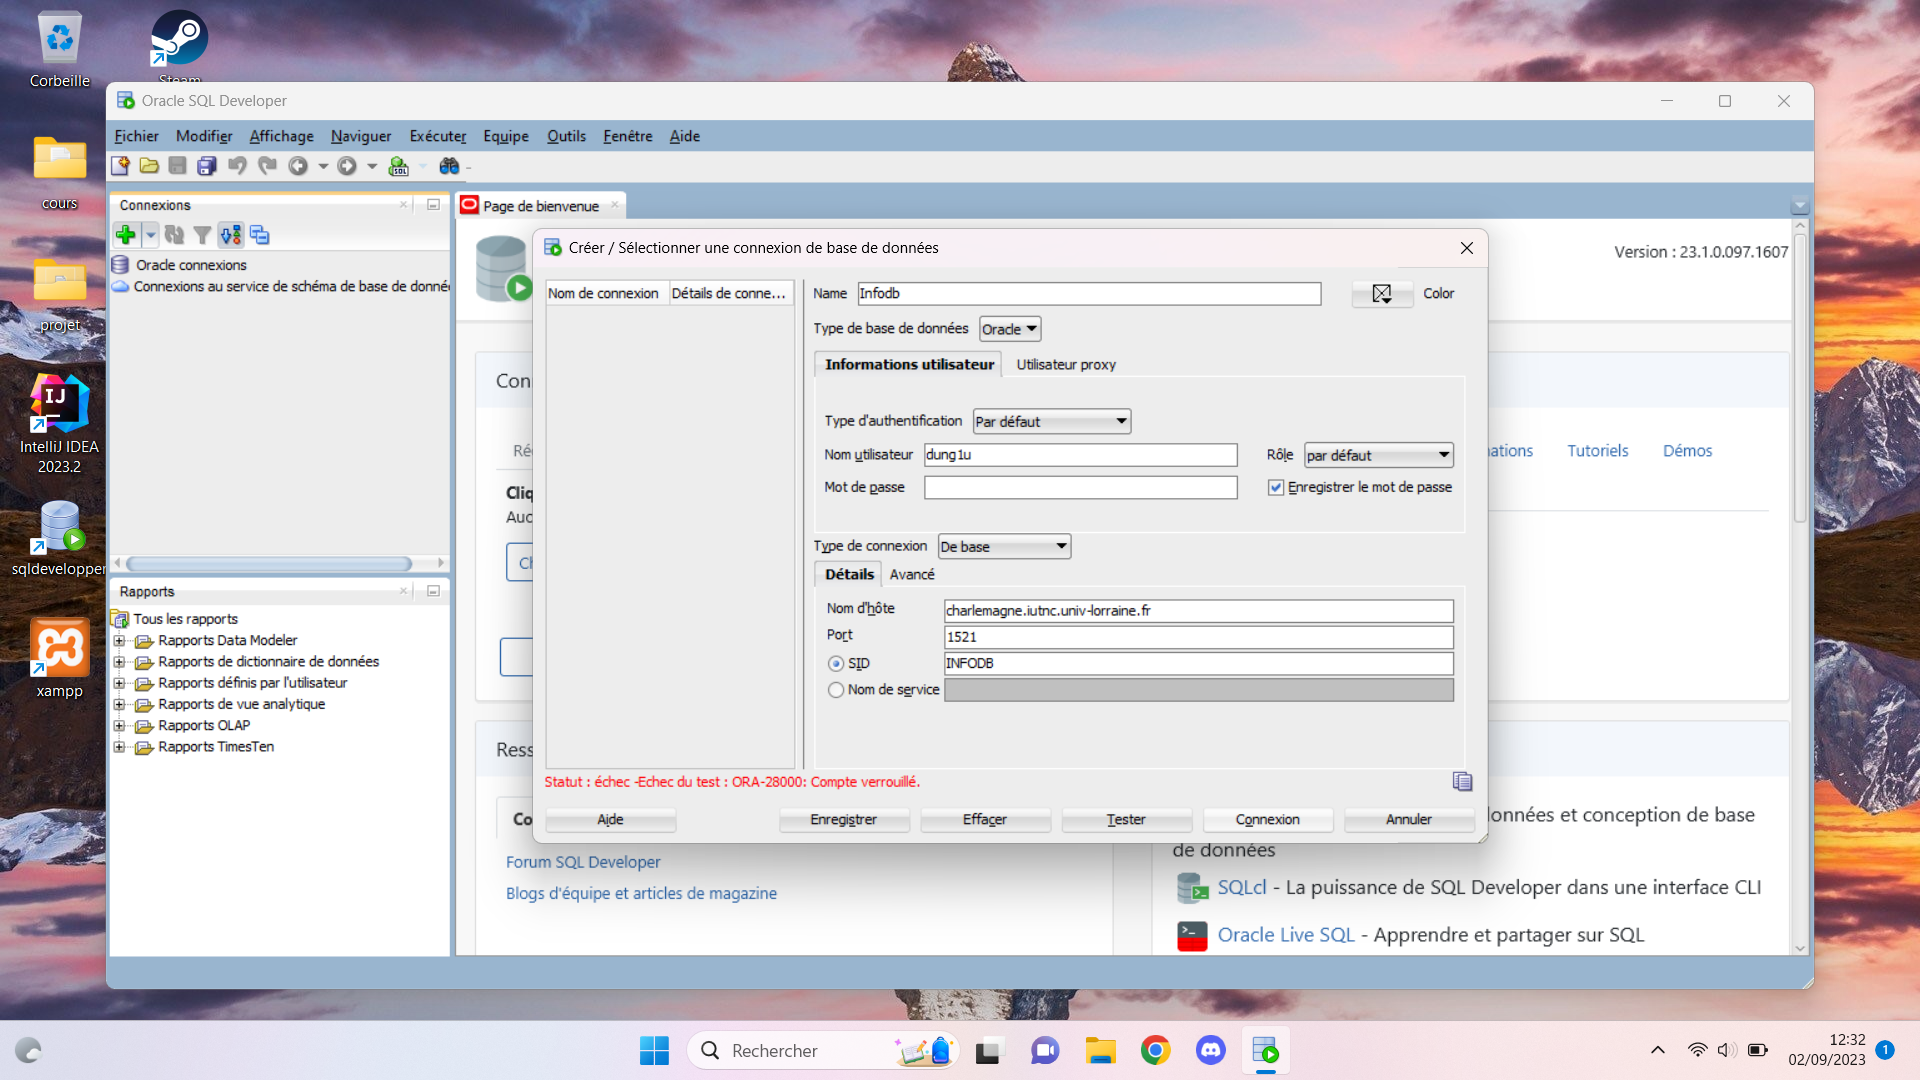 Corbeille
Steam
cours
projet
IntelliJ IDEA
2023.2
sqldevelopper
xampp
Oracle SQL Developer
Fichier Modifier Affichage Naviguer Exécuter Equipe Outils Fenêtre Aide
Connexions
Oracle connexions
Connexions au service de schéma de base de donné
Rapports
Tous les rapports
Rapports Data Modeler
Rapports de dictionnaire de données
Rapports définis par l'utilisateur
Rapports de vue analytique
Rapports OLAP
Rapports TimesTen
Page de bienvenue
Version : 23.1.0.097.1607
Con
Ré
Cliq
Auc
Ch
Ress
Co
ations Tutoriels Démos
Créer / Sélectionner une connexion de base de données
Nom de connexion Détails de conne...
Name Infodb Color
Type de base de données Oracle
Informations utilisateur Utilisateur proxy
Type d'authentification Par défaut
Nom utilisateur dung1u Rôle par défaut
Mot de passe Enregistrer le mot de passe
Type de connexion De base
Détails Avancé
Nom d'hôte charlemagne.iutnc.univ-lorraine.fr
Port 1521
SID INFODB
Nom de service
Statut : échec -Echec du test : ORA-28000: Compte verrouillé.
Aide Enregistrer Effacer Tester Connexion Annuler
Forum SQL Developer
Blogs d'équipe et articles de magazine
onnées et conception de base
de données
SQLcl - La puissance de SQL Developer dans une interface CLI
Oracle Live SQL - Apprendre et partager sur SQL
Rechercher
12:32
02/09/2023
1